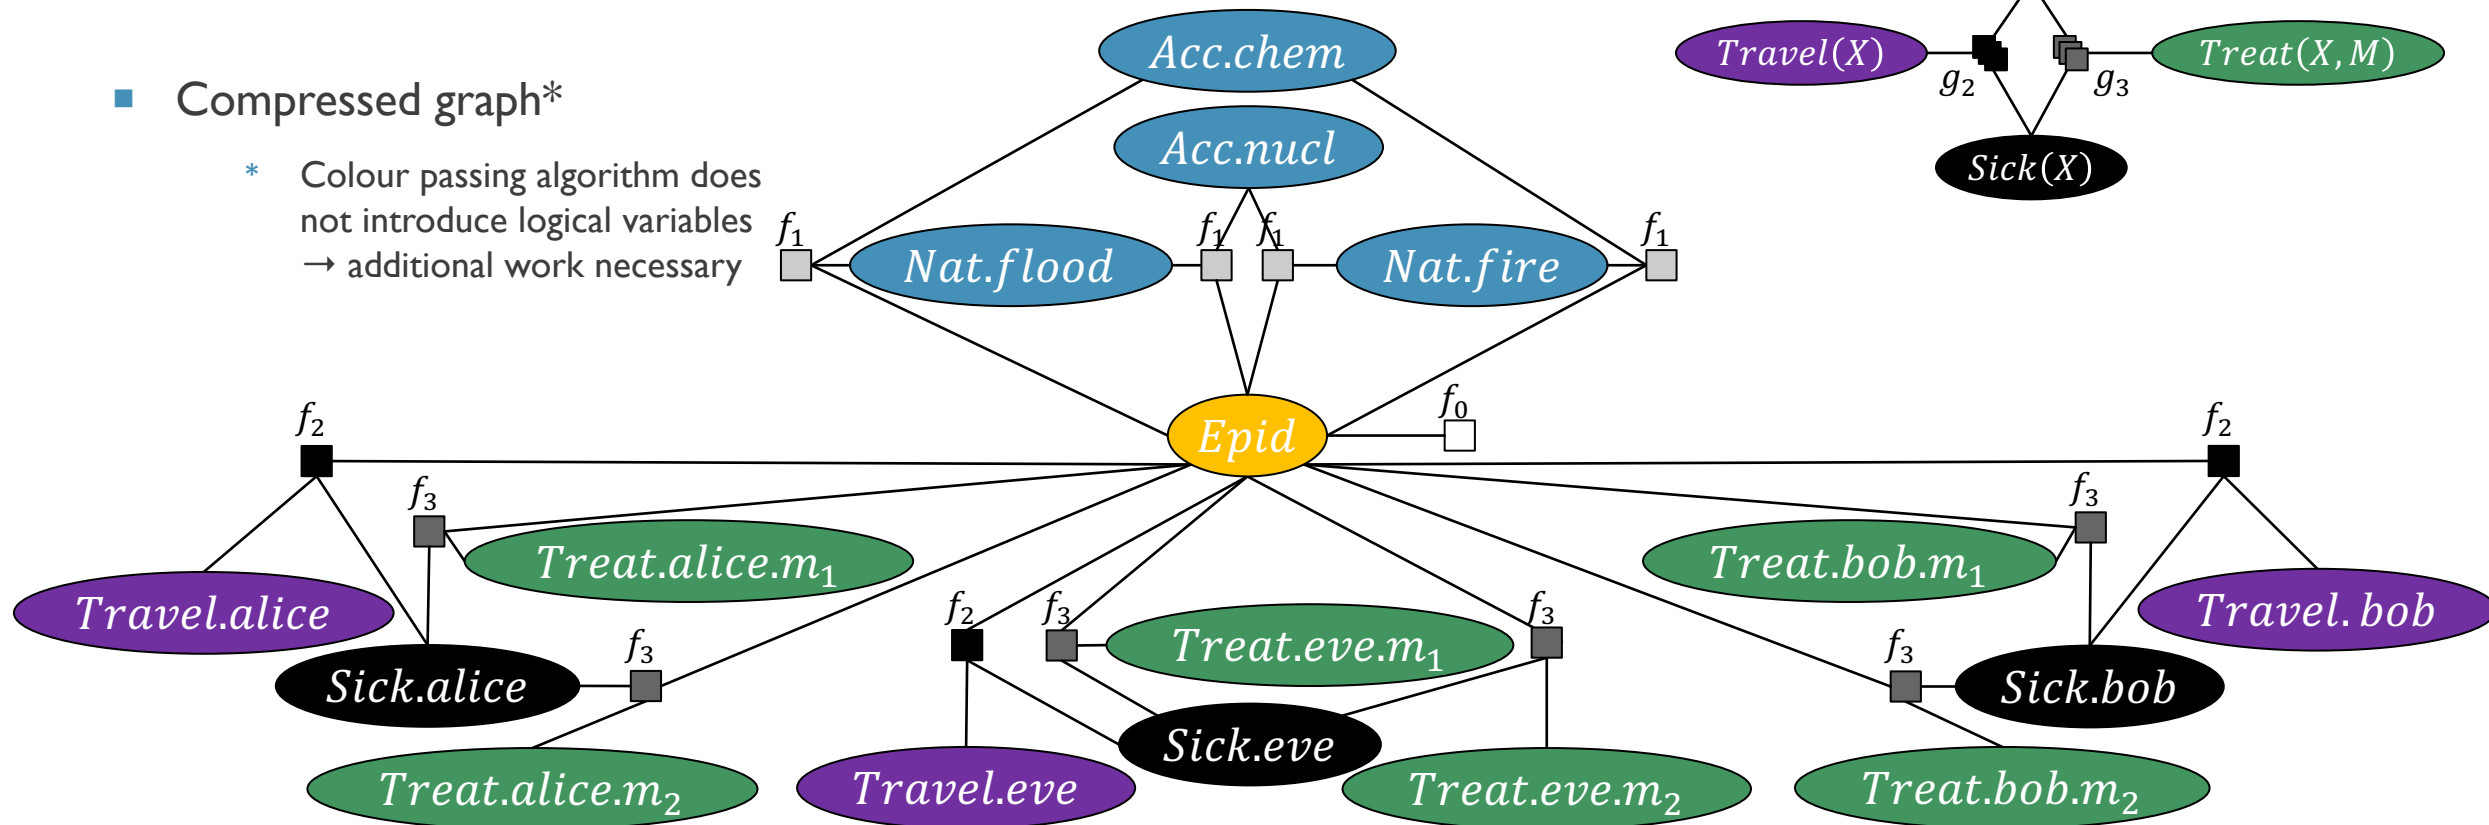 Acc.chem
Travel(X)
Treat(X, M)
g2
g3
Compressed graph*
Acc.nucl
Sick(X)
* Colour passing algorithm does
not introduce logical variables
→ additional work necessary
f1
f1
f1
f1
Nat.flood
Nat.fire
f2
Epid
f0
f2
f3
f3
Treat.alice.m1
Treat.bob.m1
Travel.alice
f2
f3
f3
Travel. bob
Treat.eve.m1
f3
f3
Sick.alice
Sick.bob
Sick.eve
Treat.alice.m2
Travel.eve
Treat.eve.m2
Treat.bob.m2